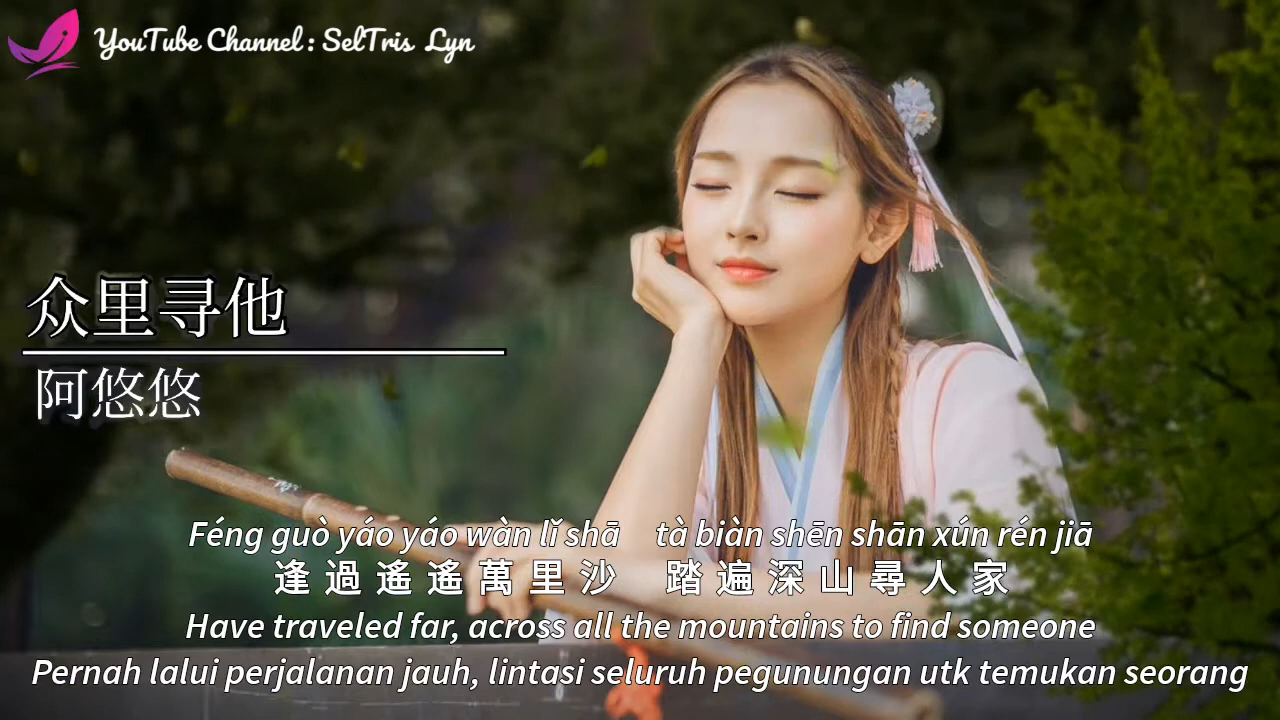 YouTube Channel : SelTris Lyn
众里寻他
阿悠悠
Féng guò yáo yáo wàn lǐ shā tà biàn shēn shān xún rén jiā
逢過遙遙萬里沙 踏遍深山尋人家
Have traveled far, across all the mountains to find someone
Pernah lalui perjalanan jauh, lintasi seluruh pegunungan utk temukan seorang